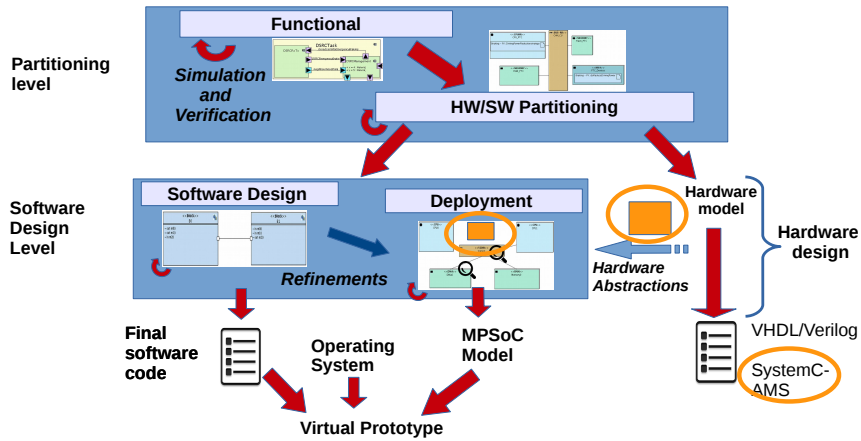 Functional
DSRCTask
Partitioning
level
Simulation
and
Verification
HW/SW Partitioning
Software
Design
Level
Software Design
Deployment
Hardware
model
Hardware
design
Refinements
Hardware
Abstractions
Final
software
code
Operating
System
MPSoC
Model
VHDL/Verilog
SystemC-
AMS
Virtual Prototype